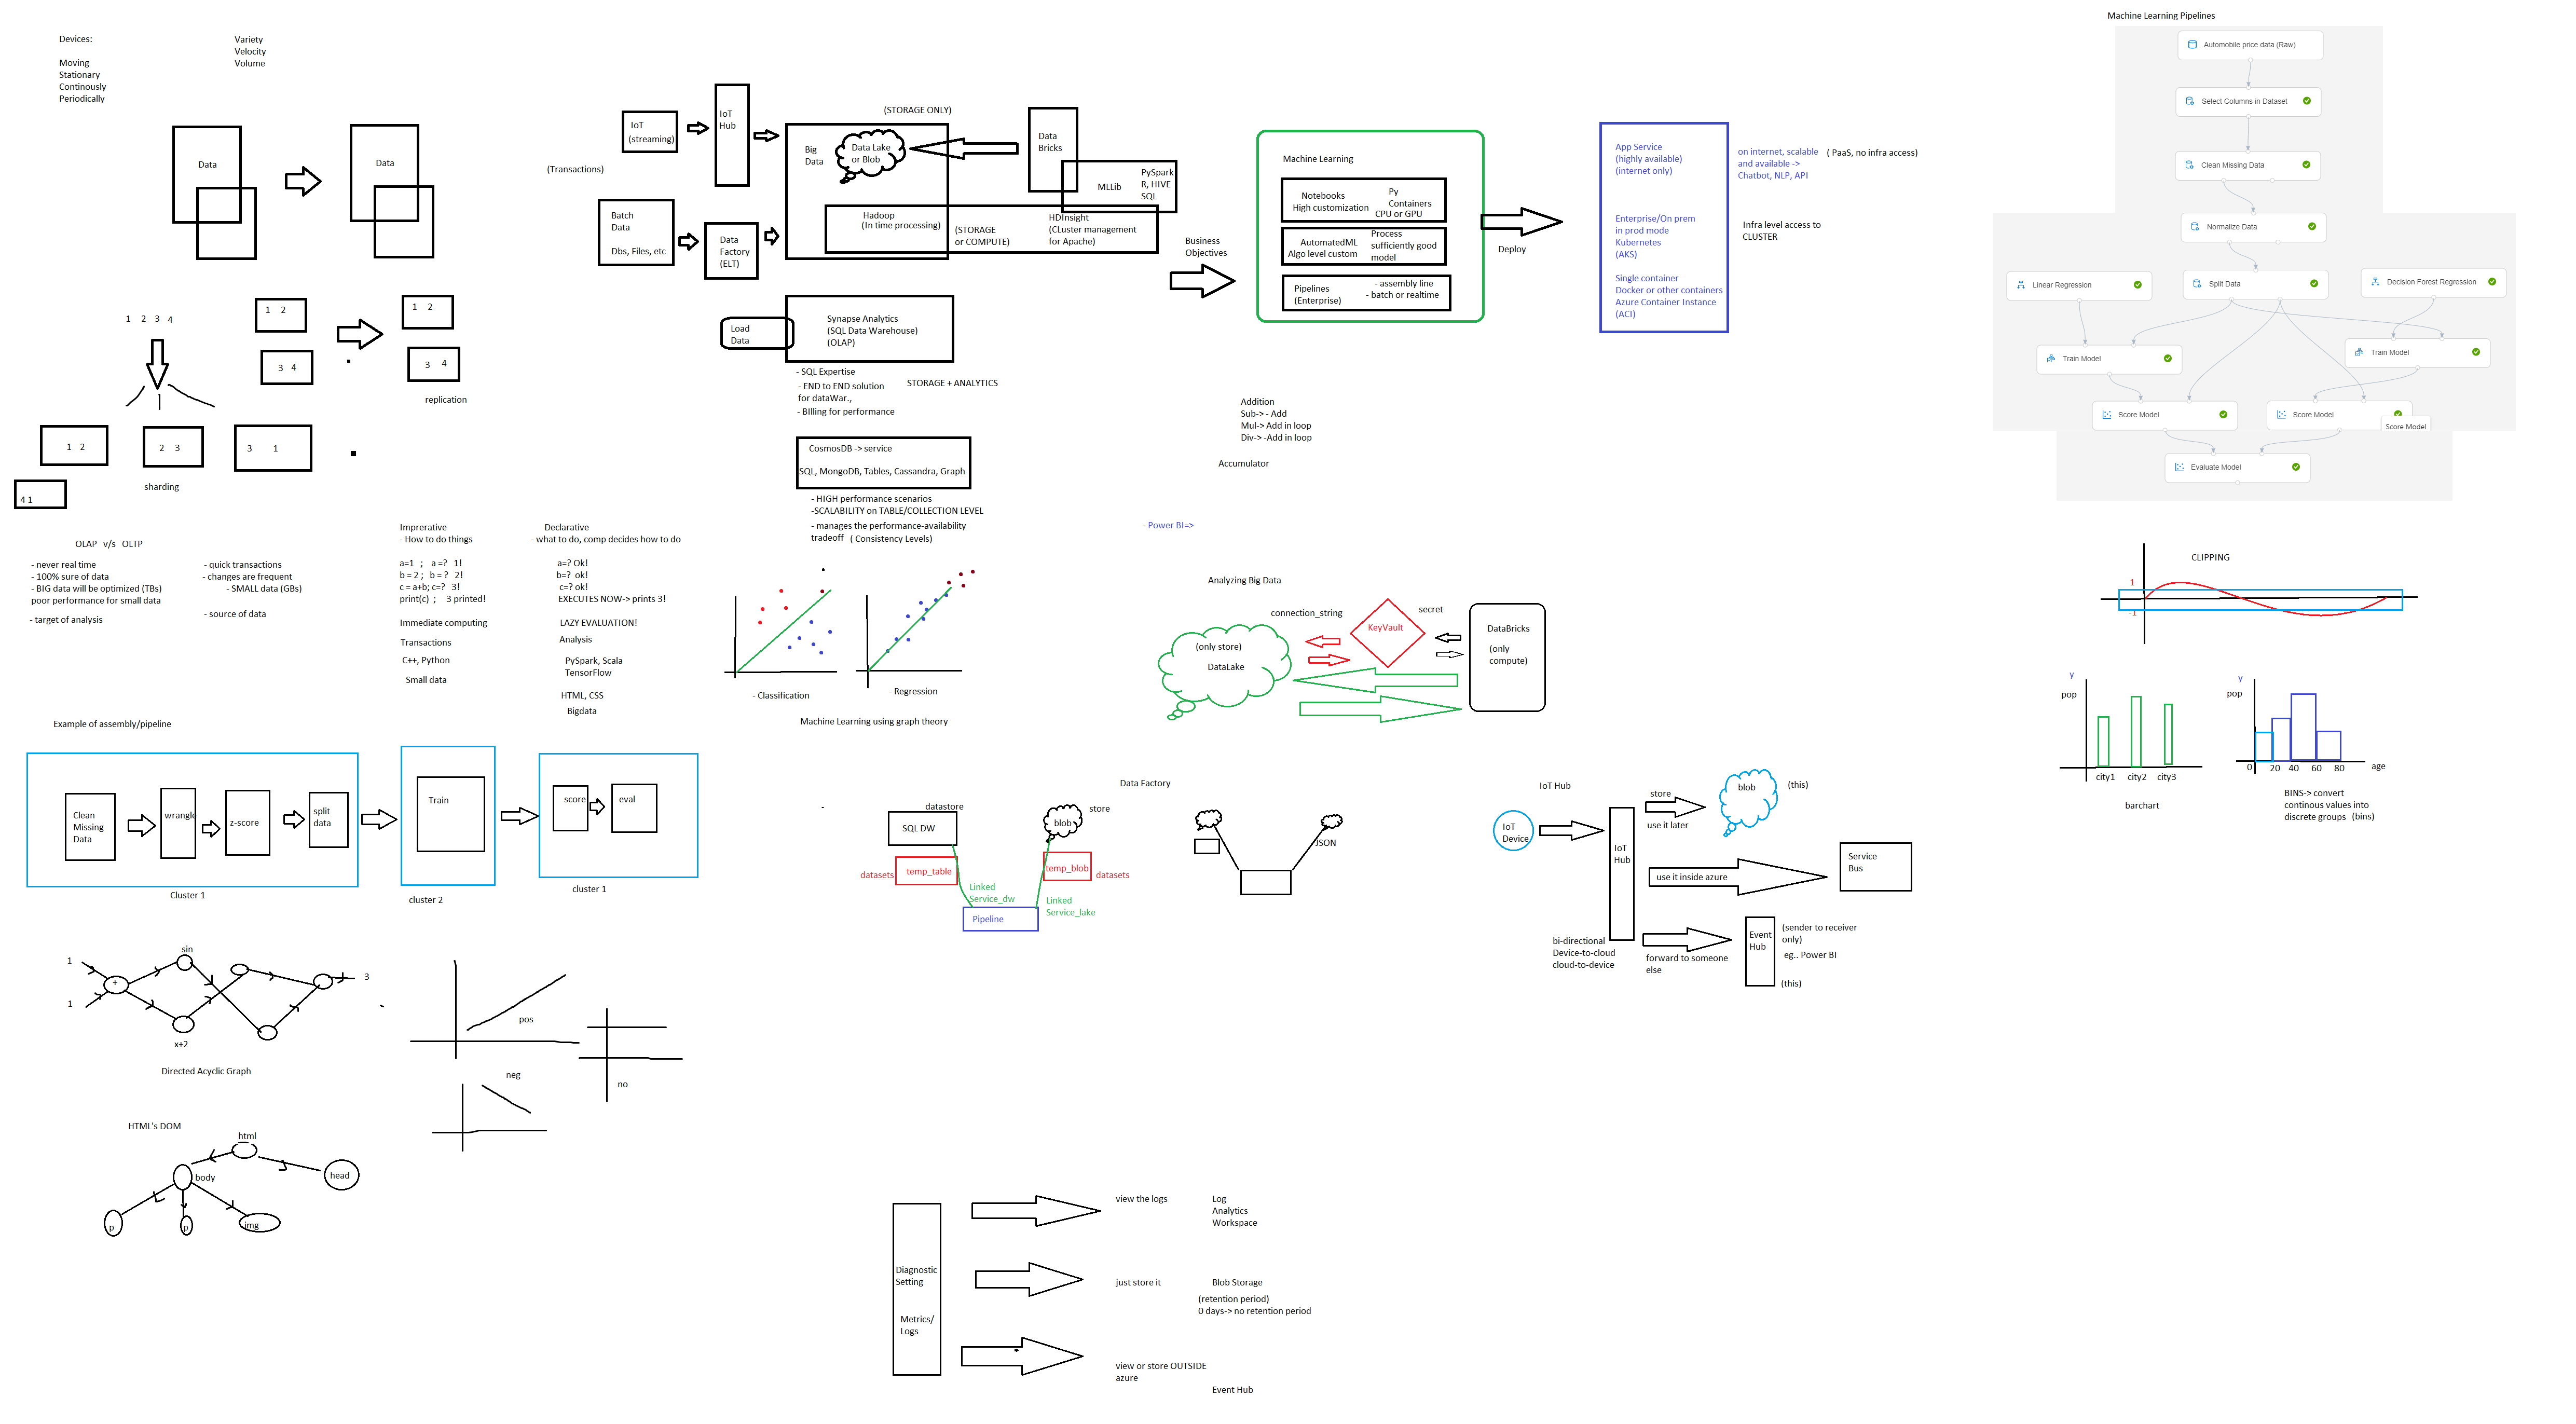 Devices:
Moving
Stationary
Continously
Periodically
Variety
Velocity
Volume
Data
Data
1 2 3 4
1 2
3 4
1 2
3 4
replication
1 2
2 3
3 1
4 1
sharding
(Transactions)
IoT
(streaming)
IoT
Hub
Batch
Data
Dbs, Files, etc
Data
Factory
(ELT)
(STORAGE ONLY)
Big
Data
Data Lake
or Blob
Data
Bricks
MLLib
PySpark
R, HIVE
SQL
Hadoop
(In time processing)
(STORAGE
or COMPUTE)
HDInsight
(CLuster management
for Apache)
Load
Data
Synapse Analytics
(SQL Data Warehouse)
(OLAP)
- SQL Expertise
- END to END solution
for dataWar.,
- BIlling for performance
STORAGE + ANALYTICS
CosmosDB -> service
SQL, MongoDB, Tables, Cassandra, Graph
- HIGH performance scenarios
-SCALABILITY on TABLE/COLLECTION LEVEL
- manages the performance-availability
tradeoff ( Consistency Levels)
Business
Objectives
Machine Learning
Notebooks
High customization
Py
Containers
CPU or GPU
AutomatedML
Algo level custom
Process
sufficiently good
model
Pipelines
(Enterprise)
- assembly line
- batch or realtime
Deploy
App Service
(highly available)
(internet only)
Enterprise/On prem
in prod mode
Kubernetes
(AKS)
Single container
Docker or other containers
Azure Container Instance
(ACI)
on internet, scalable
and available ->
Chatbot, NLP, API
( PaaS, no infra access)
Infra level access to
CLUSTER
Addition
Sub-> - Add
Mul-> Add in loop
Div-> -Add in loop
Accumulator
- Power BI=>
Machine Learning Pipelines
Automobile price data (Raw)
Select Columns in Dataset
Clean Missing Data
Normalize Data
Linear Regression
Split Data
Decision Forest Regression
Train Model
Train Model
Score Model
Score Model
Score Model
Evaluate Model
OLAP v/s OLTP
- never real time
- 100% sure of data
- BIG data will be optimized (TBs)
poor performance for small data
- target of analysis
- quick transactions
- changes are frequent
- SMALL data (GBs)
- source of data
Imprerative
- How to do things
a=1 ; a =? 1!
b = 2 ; b = ? 2!
c = a+b; c=? 3!
print(c) ; 3 printed!
Immediate computing
Transactions
C++, Python
Small data
Declarative
- what to do, comp decides how to do
a=? Ok!
b=? ok!
c=? ok!
EXECUTES NOW-> prints 3!
LAZY EVALUATION!
Analysis
PySpark, Scala
TensorFlow
HTML, CSS
Bigdata
- Classification
- Regression
Machine Learning using graph theory
Analyzing Big Data
connection_string
secret
KeyVault
(only store)
DataLake
DataBricks
(only
compute)
CLIPPING
1
-1
y
pop
city1 city2 city3
barchart
y
pop
0 20 40 60 80 age
BINS-> convert
continous values into
discrete groups (bins)
Example of assembly/pipeline
Clean
Missing
Data
wrangle
z-score
split
data
Cluster 1
Train
cluster 2
score
eval
cluster 1
Data Factory
datastore
SQL DW
datasets
temp_table
Linked
Service_dw
Pipeline
blob
store
temp_blob
datasets
Linked
Service_lake
JSON
IoT Hub
IoT
Device
IoT
Hub
store
use it later
blob
(this)
use it inside azure
Service
Bus
bi-directional
Device-to-cloud
cloud-to-device
forward to someone
else
Event
Hub
(sender to receiver
only)
eg.. Power BI
(this)
1
1
+
sin
x+2
3
Directed Acyclic Graph
pos
neg
no
HTML's DOM
html
body
head
p
p
img
Diagnostic
Setting
Metrics/
Logs
view the logs
Log
Analytics
Workspace
just store it
Blob Storage
(retention period)
0 days-> no retention period
view or store OUTSIDE
azure
Event Hub